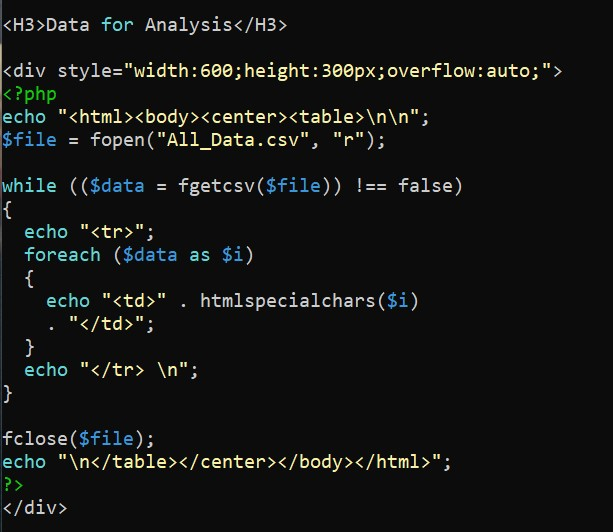 <H3>Data for Analysis</H3>
<div style="width:600;height:300px;overflow:auto;">
<?php
echo "<html><body><center><table>\n\n";
$file = fopen("All_Data.csv", "r");
while (($data = fgetcsv($file)) !== false)
{
echo "<tr>";
foreach ($data as $i)
{
echo "<td>" . htmlspecialchars($i)
. "</td>";
}
echo "</tr> \n";
}
fclose($file);
echo "\n</table></center></body></html>";
?>
</div>